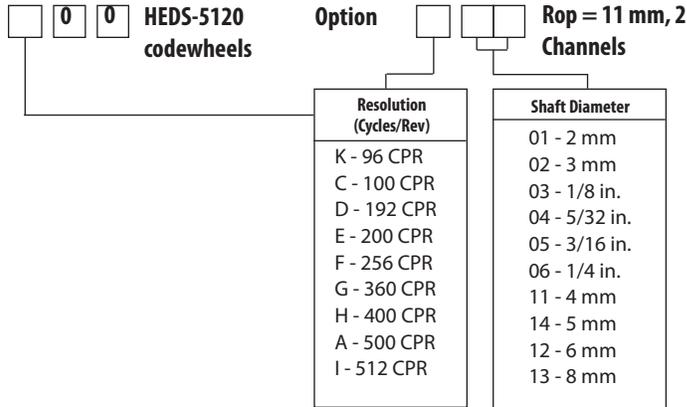 0 0 HEDS-5120 Option Rop = 11 mm, 2
codewheels Channels
Resolution
(Cycles/Rev)
K - 96 CPR
C - 100 CPR
D - 192 CPR
E - 200 CPR
F - 256 CPR
G - 360 CPR
H - 400 CPR
A - 500 CPR
I - 512 CPR
Shaft Diameter
01 - 2 mm
02 - 3 mm
03 - 1/8 in.
04 - 5/32 in.
05 - 3/16 in.
06 - 1/4 in.
11 - 4 mm
14 - 5 mm
12 - 6 mm
13 - 8 mm